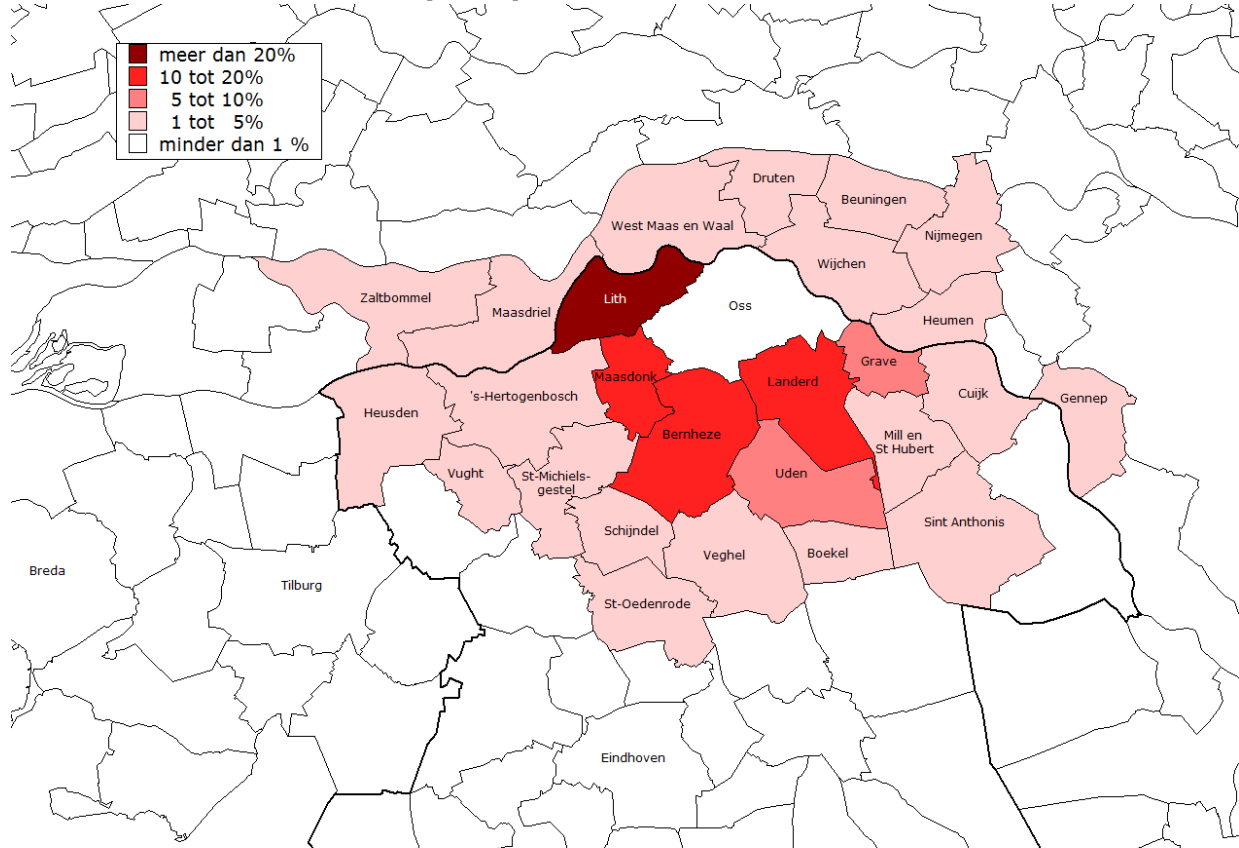 meer dan 20%
10 tot 20%
5 tot 10%
1 tot 5%
minder dan 1 %
Druten
Beuningen
West Maas en Waal
Nijmegen
Wijchen
Zaltbommel
Lith
Oss
Maasdriel
Heumen
Grave
Maasdonk
Landerd
Cuijk
's-Hertogenbosch
Gennep
Heusden
Bernheze
Mill en
St Hubert
Vught
St-Michiels-
gestel
Uden
Sint Anthonis
Schijndel
Veghel
Boekel
Breda
Tilburg
St-Oedenrode
Eindhoven